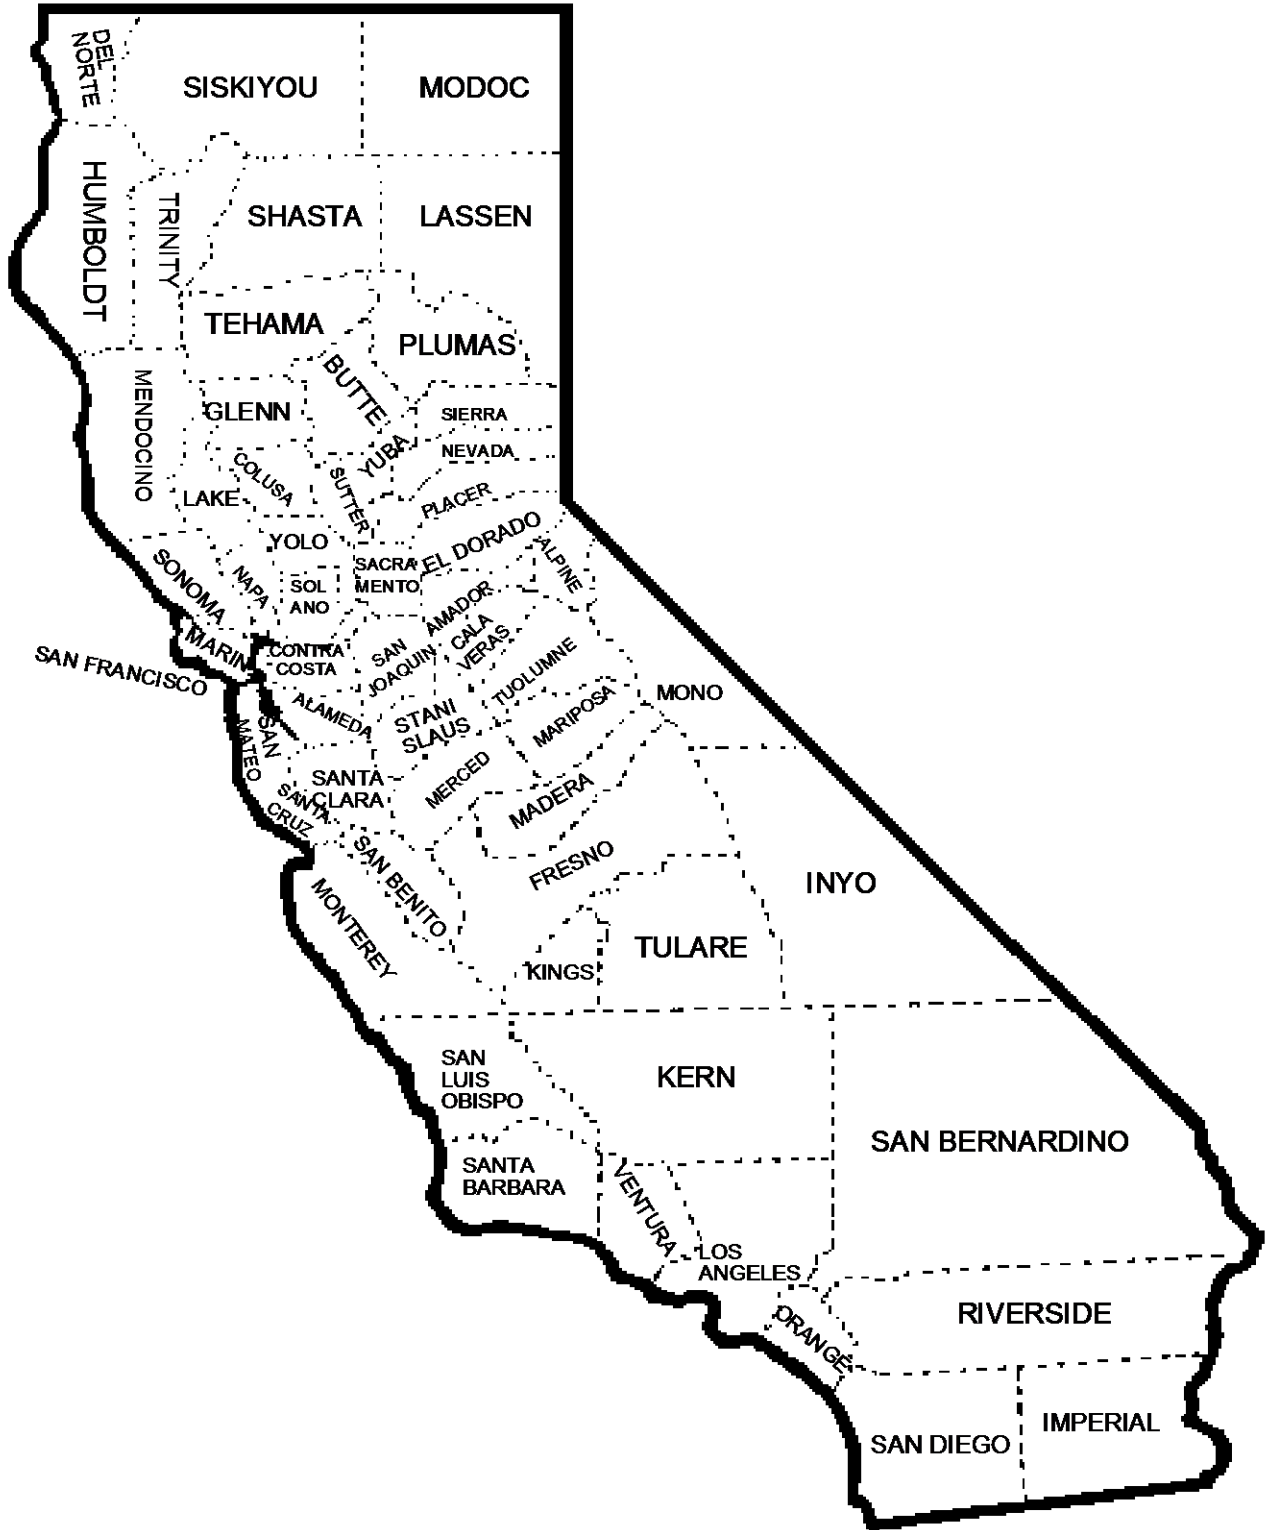 DEL
NORTE
SISKIYOU
MODOC
HUMBOLDT
TRINITY
SHASTA
LASSEN
TEHAMA
PLUMAS
MENDOCINO
GLENN
BUTTE
SIERRA
YUBA
NEVADA
COLUSA
LAKE
SUTTER
PLACER
YOLO
EL DORADO
SONOMA
NAPA
SOL
ANO
SACRA
MENTO
ALPINE
AMADOR
MARIN
CONTRA
COSTA
SAN
JOAQUIN
CALA
VERAS
SAN FRANCISCO
TUOLUMNE
MONO
ALAMEDA
STANI
SLAUS
MARIPOSA
SAN
MATEO
SANTA
CLARA
MERCED
MADERA
SANTA
CRUZ
SAN BENITO
FRESNO
INYO
MONTEREY
KINGS
TULARE
SAN
LUIS
OBISPO
KERN
SAN BERNARDINO
SANTA
BARBARA
VENTURA
LOS
ANGELES
ORANGE
RIVERSIDE
SAN DIEGO
IMPERIAL